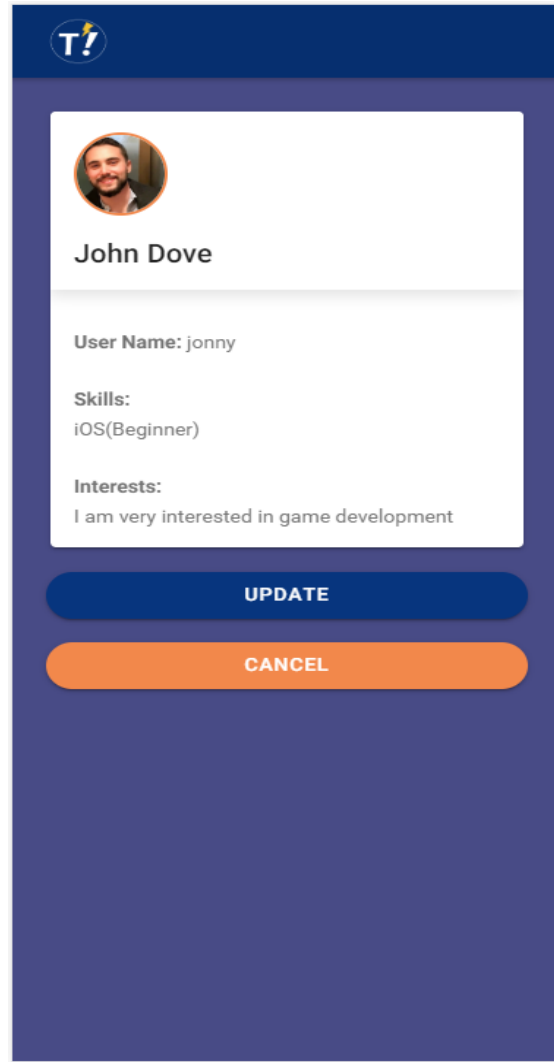 T!
John Dove
User Name: jonny
Skills:
iOS(Beginner)
Interests:
I am very interested in game development
UPDATE
CANCEL